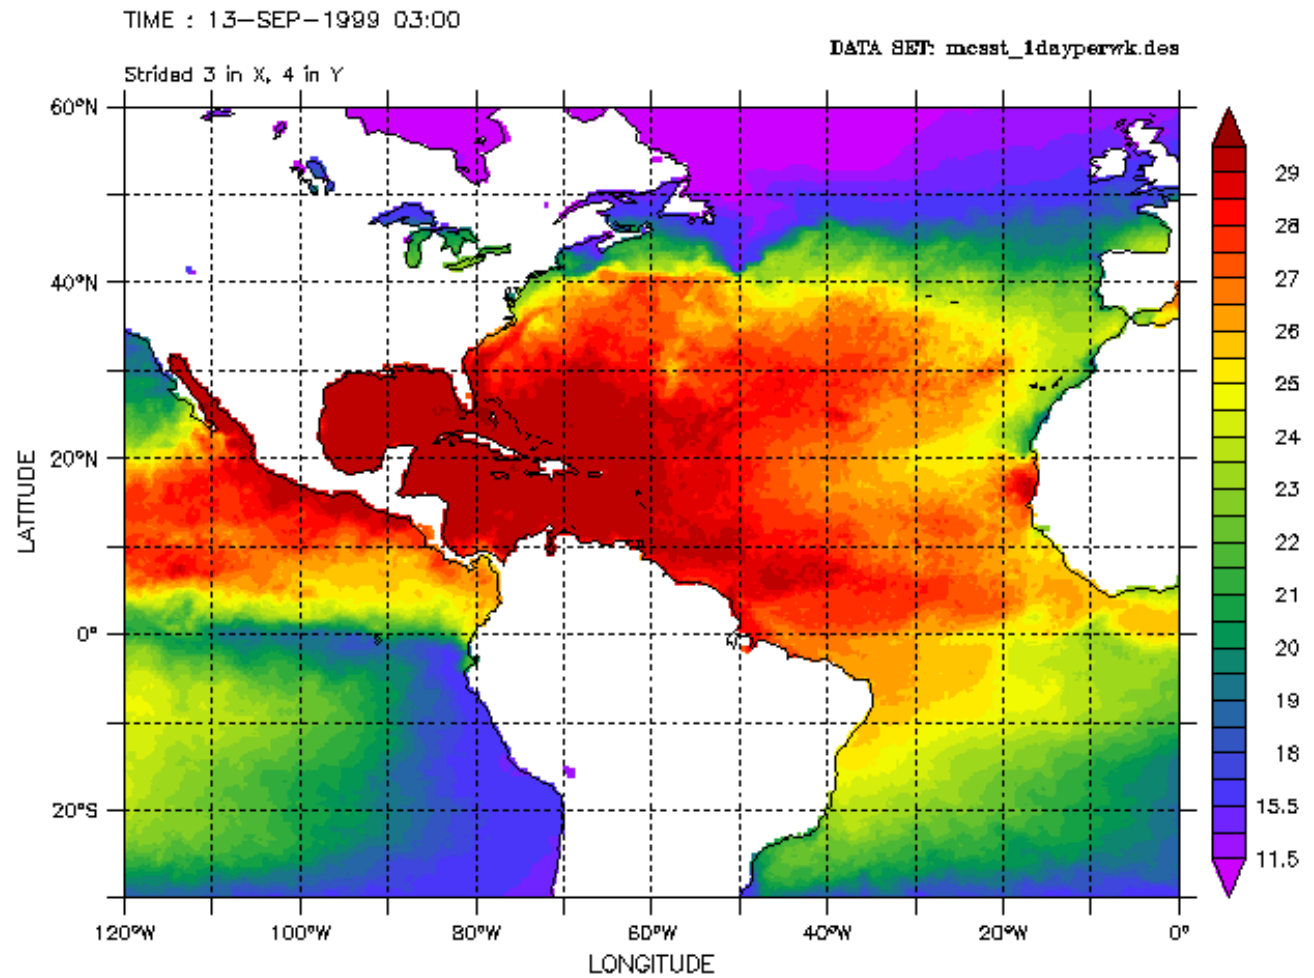 TIME : 13-SEP-1999 03:00
DATA SET: mcsst_1dayperwk.des
Strided 3 in X, 4 in Y
60°N
40°N
20°N
0°
20°S
LATITUDE
120°W 100°W 80°W 60°W 40°W 20°W 0°
LONGITUDE
29
28
27
26
25
24
23
22
21
20
19
18
15.5
11.5